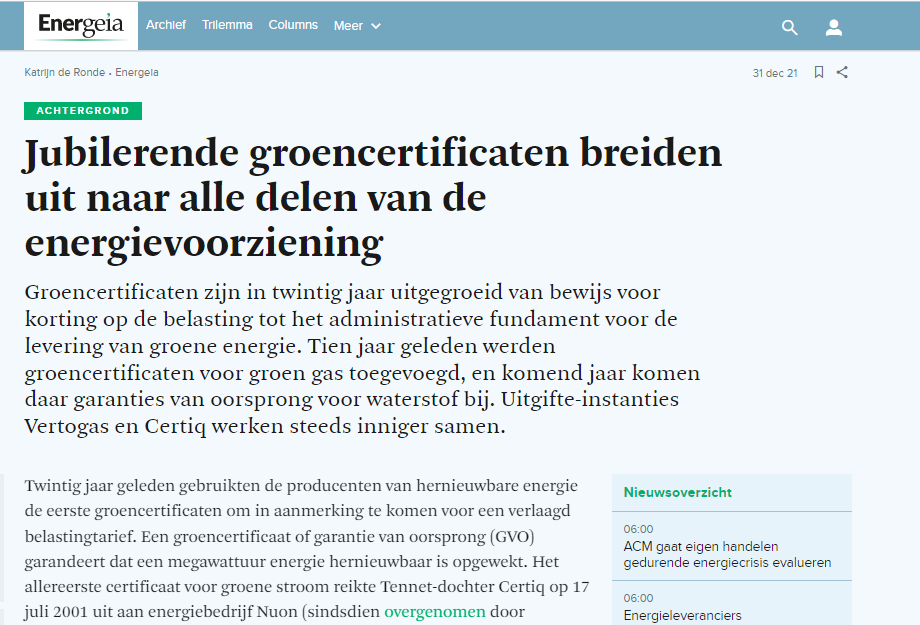 Energeia
Archief Trilemma Columns Meer
Katrijn de Ronde • Energeia
31 dec 21
ACHTERGROND
Jubilerende groencertificaten breiden
uit naar alle delen van de
energievoorziening
Groencertificaten zijn in twintig jaar uitgegroeid van bewijs voor
korting op de belasting tot het administratieve fundament voor de
levering van groene energie. Tien jaar geleden werden
groencertificaten voor groen gas toegevoegd, en komend jaar komen
daar garanties van oorsprong voor waterstof bij. Uitgifte-instanties
Vertogas en Certiq werken steeds inniger samen.
Twintig jaar geleden gebruikten de producenten van hernieuwbare energie
de eerste groencertificaten om in aanmerking te komen voor een verlaagd
belastingtarief. Een groencertificaat of garantie van oorsprong (GVO)
garandeert dat een megawattuur energie hernieuwbaar is opgewekt. Het
allereerste certificaat voor groene stroom reikte Tennet-dochter Certiq op 17
juli 2001 uit aan energiebedrijf Nuon (sindsdien overgenomen door
Nieuwsoverzicht
06:00
ACM gaat eigen handelen
gedurende energiecrisis evalueren
06:00
Energieleveranciers